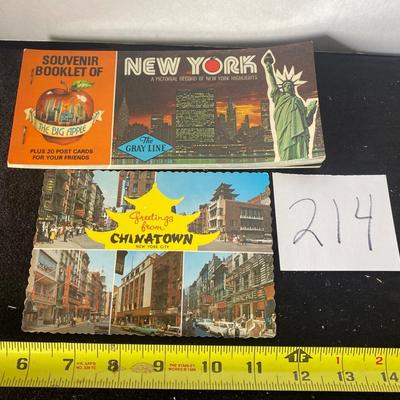 SOUVENIR
BOOKLET OF
THE BIG APPLE
PLUS 20 POST CARDS
FOR YOUR FRIENDS
NEW YORK
A PICTORIAL RECORD OF NEW YORK HIGHLIGHTS
The
GRAY LINE
Greetings
from
CHINATOWN
NEW YORK CITY
214
6 7 8 9 10 11 1F 13 14